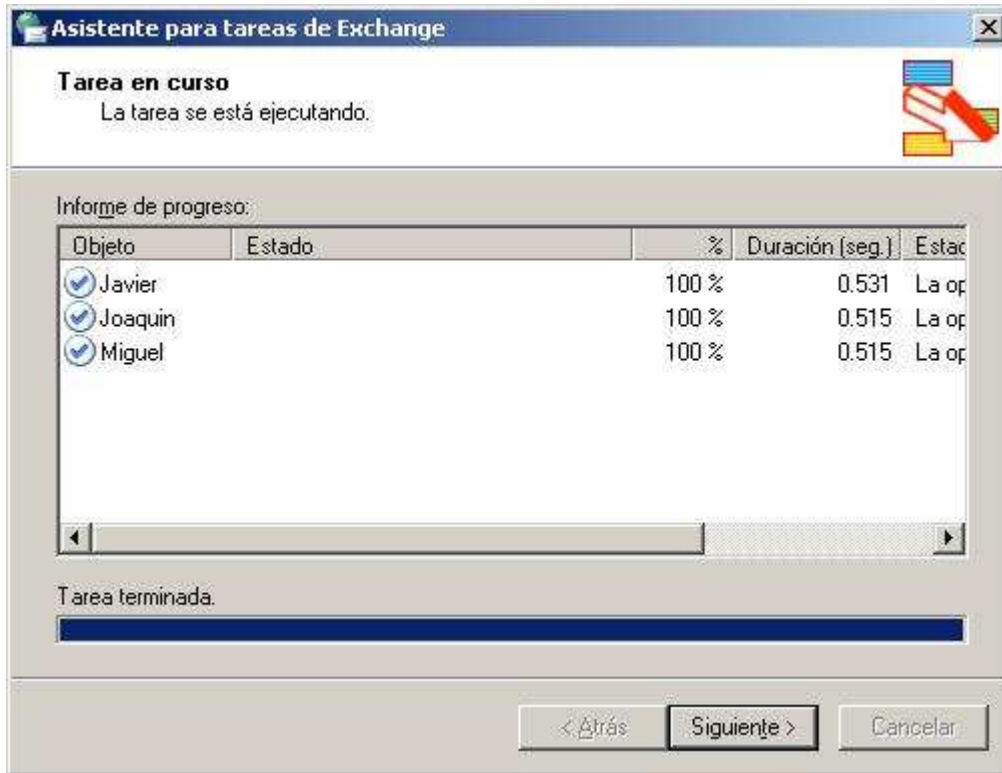 Asistente para tareas de Exchange
Tarea en curso
La tarea se está ejecutando.
Informe de progreso:
Objeto Estado % Duración (seg.) Estac
Javier 100 % 0.531 La op
Joaquin 100 % 0.515 La op
Miguel 100 % 0.515 La op
Tarea terminada.
< Atrás Siguiente > Cancelar